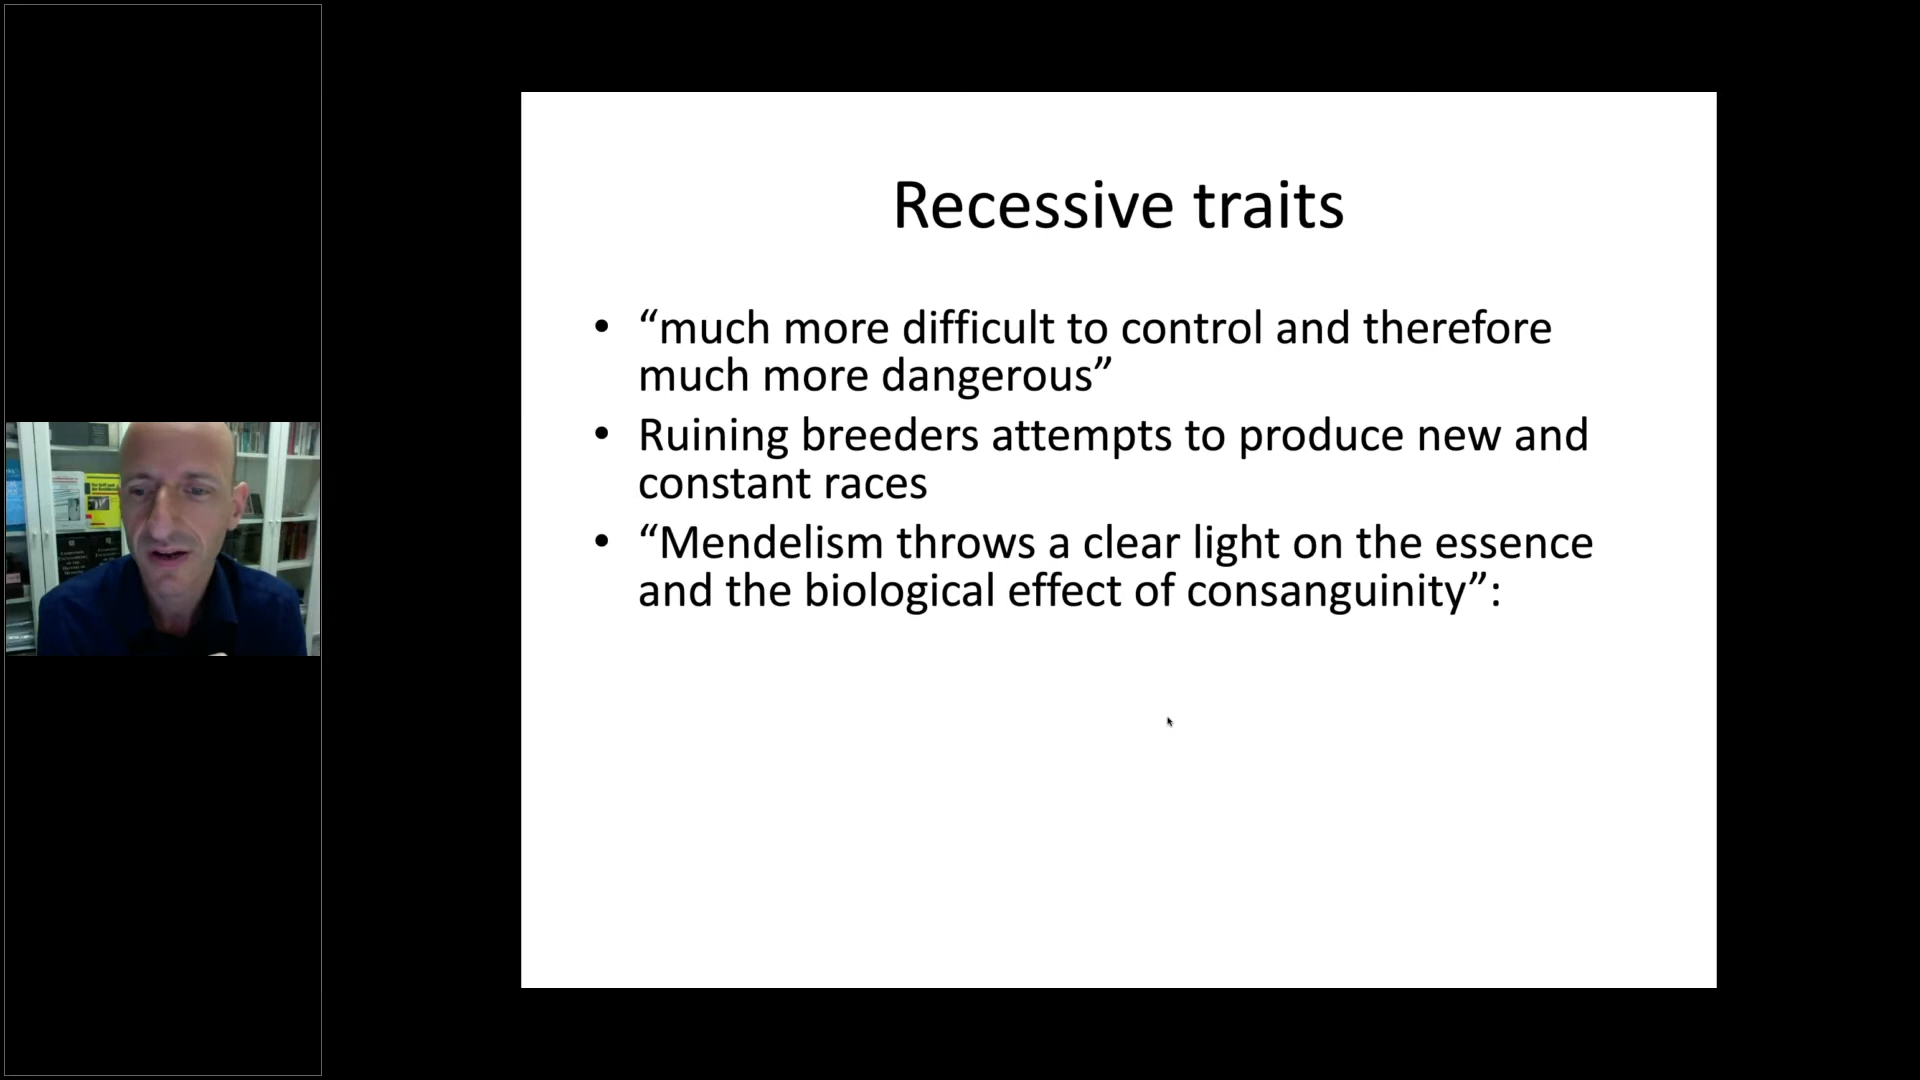 Recessive traits
• “much more difficult to control and therefore
much more dangerous”
• Ruining breeders attempts to produce new and
constant races
• “Mendelism throws a clear light on the essence
and the biological effect of consanguinity”: